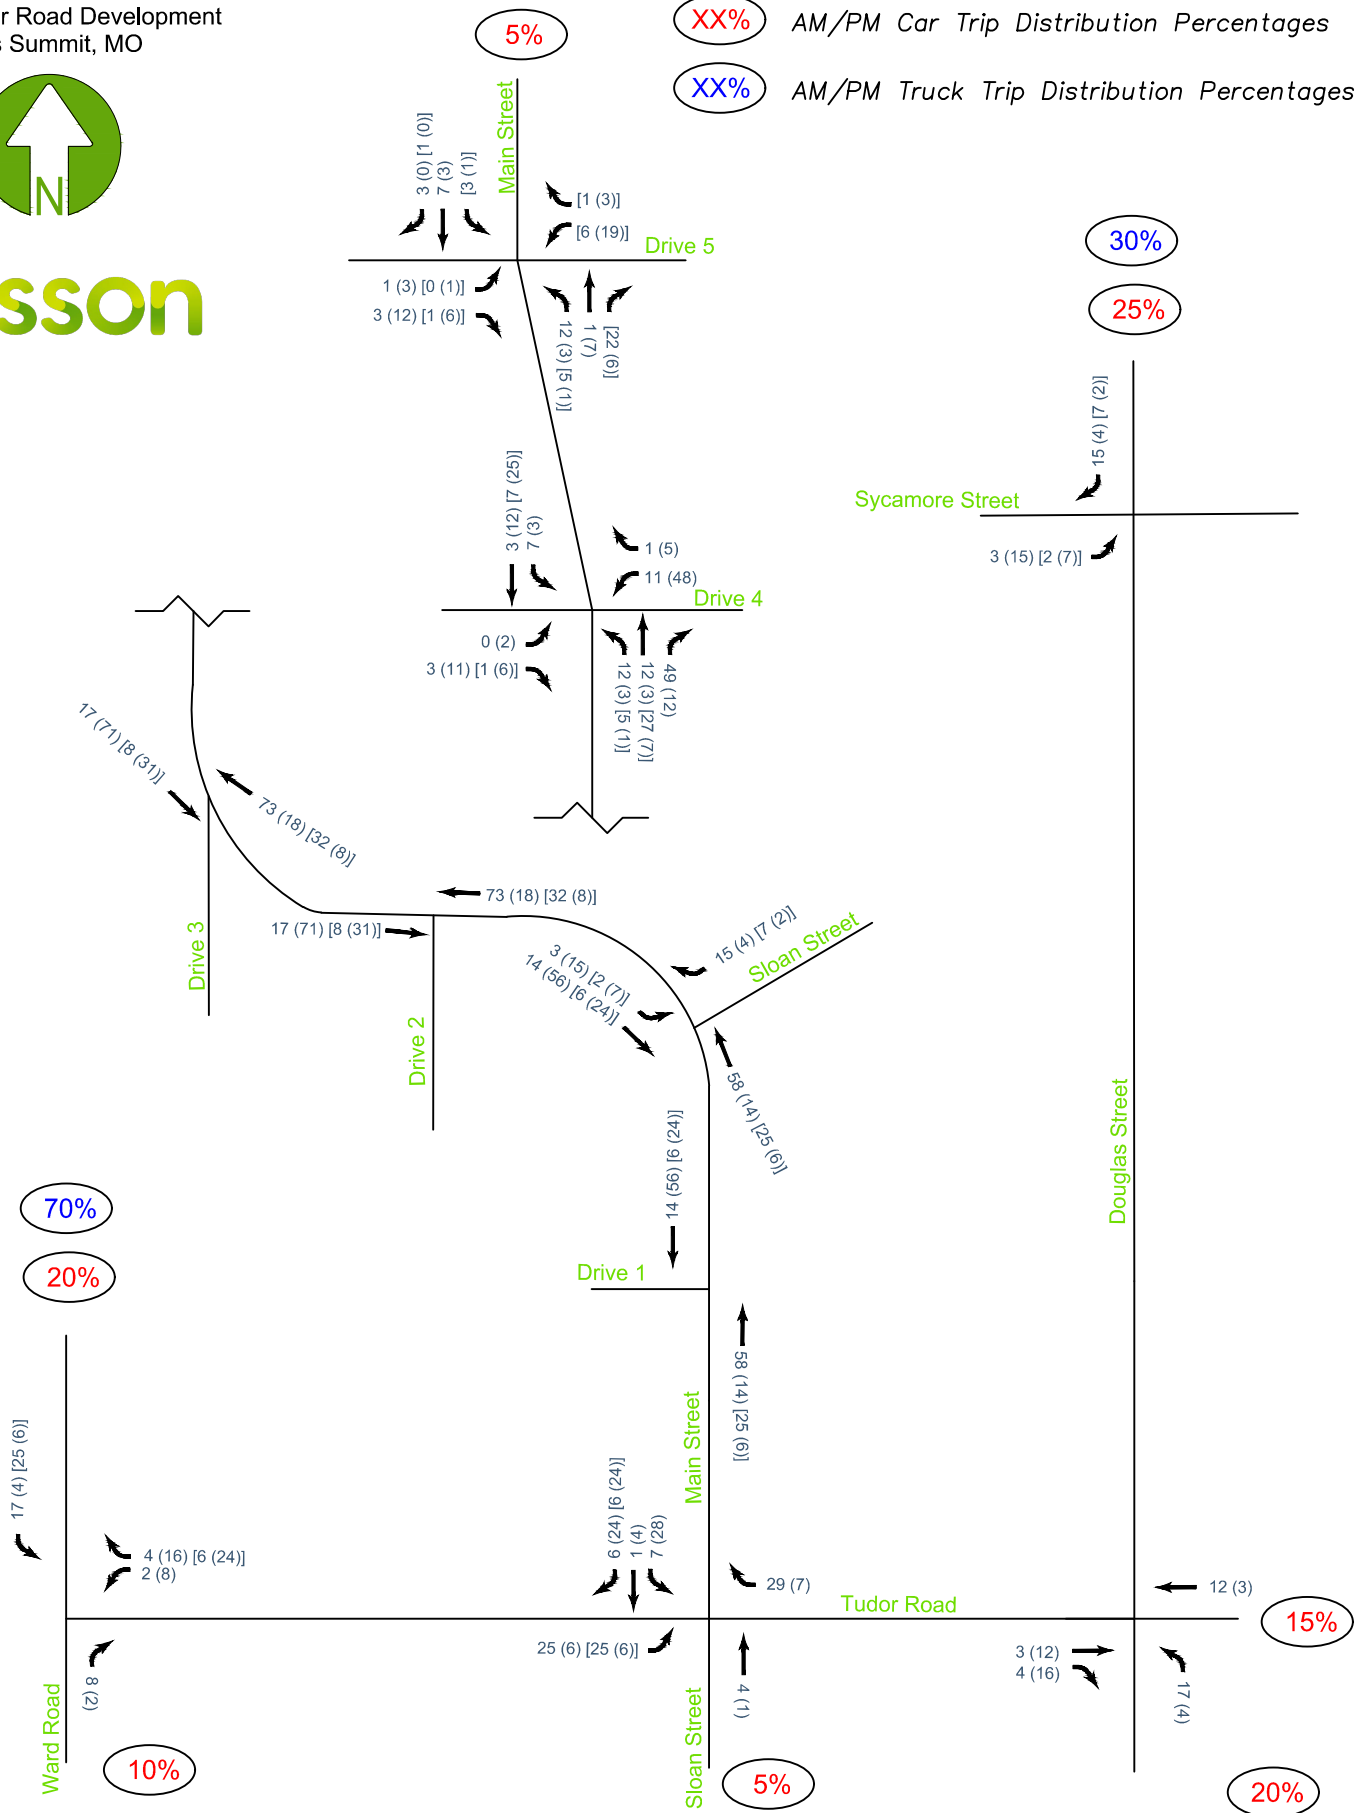 r Road Development
s Summit, MO
5%
XX% AM/PM Car Trip Distribution Percentages
XX% AM/PM Truck Trip Distribution Percentages
N
sson
Main Street
3 (0) [1 (0)]
7 (3)
[3 (1)]
[1 (3)]
[6 (19)]
Drive 5
1 (3) [0 (1)]
3 (12) [1 (6)]
12 (3) [5 (1)]
1 (7)
[22 (6)]
30%
25%
15 (4) [7 (2)]
Sycamore Street
3 (15) [2 (7)]
3 (12) [7 (25)]
7 (3)
1 (5)
11 (48)
Drive 4
0 (2)
3 (11) [1 (6)]
12 (3) [5 (1)]
12 (3) [27 (7)]
49 (12)
17 (71) [8 (31)]
73 (18) [32 (8)]
73 (18) [32 (8)]
17 (71) [8 (31)]
Drive 3
Drive 2
3 (15) [2 (7)]
14 (56) [6 (24)]
15 (4) [7 (2)]
Sloan Street
58 (14) [25 (6)]
14 (56) [6 (24)]
Drive 1
Douglas Street
70%
20%
58 (14) [25 (6)]
Main Street
17 (4) [25 (6)]
4 (16) [6 (24)]
2 (8)
6 (24) [6 (24)]
1 (4)
7 (28)
29 (7)
Tudor Road
12 (3)
15%
25 (6) [25 (6)]
3 (12)
4 (16)
8 (2)
4 (1)
17 (4)
Ward Road
10%
Sloan Street
5%
20%